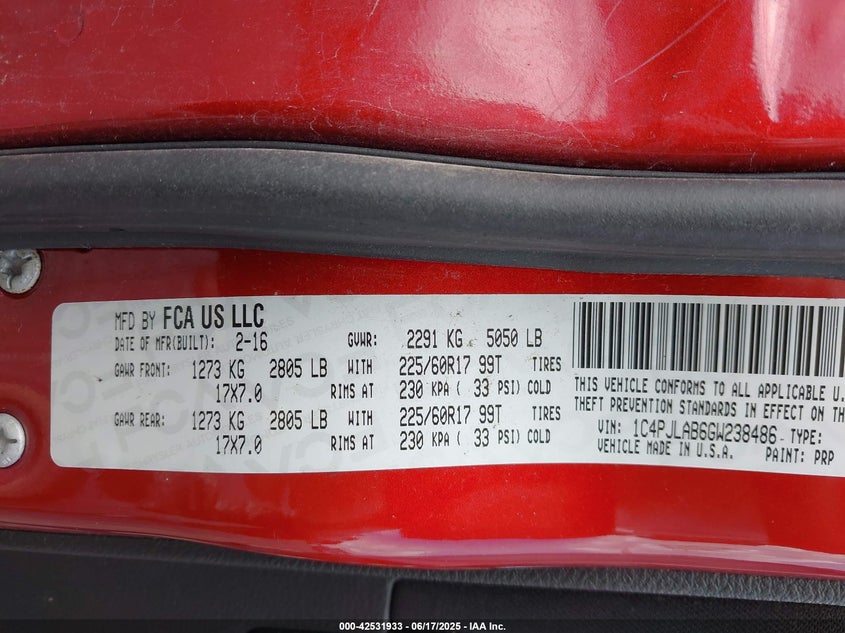 MFD BY FCA US LLC
DATE OF MFR(BUILT): 2-16 GVWR: 2291 KG 5050 LB
GAWR FRONT: 1273 KG 2805 LB WITH 225/60R17 99T TIRES
17X7.0 RIMS AT 230 KPA ( 33 PSI) COLD
GAWR REAR: 1273 KG 2805 LB WITH 225/60R17 99T TIRES
17X7.0 RIMS AT 230 KPA ( 33 PSI) COLD
THIS VEHICLE CONFORMS TO ALL APPLICABLE U.
THEFT PREVENTION STANDARDS IN EFFECT ON THE
VIN: 1C4PJLAB6GW238486 TYPE:
VEHICLE MADE IN U.S.A. PAINT: PRP
000-42531933 - 06/17/2025 - IAA Inc.